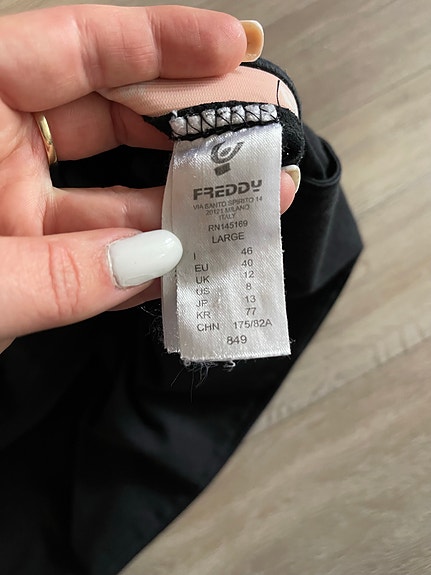 FREDDY
VIA SANTO SPIRITO 14
20121 MILANO
ITALY
RN145169
LARGE
I 46
EU 40
UK 12
US 8
JP 13
KR 77
CHN 175/82A
849